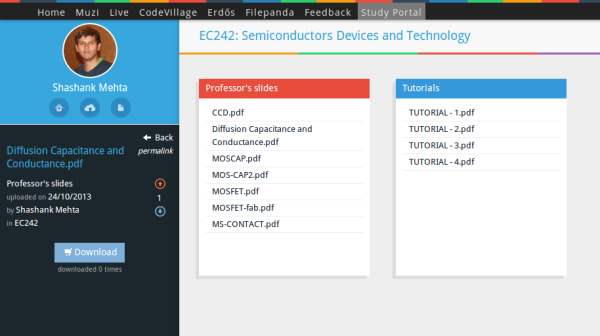 Home Muzi Live CodeVillage Erdős Filepanda Feedback Study Portal
Shashank Mehta
Back
Diffusion Capacitance and
Conductance.pdf
permalink
Professor's slides
uploaded on 24/10/2013
1
by Shashank Mehta
in EC242
Download
downloaded 0 times
EC242: Semiconductors Devices and Technology
Professor's slides
CCD.pdf
Diffusion Capacitance and
Conductance.pdf
MOSCAP.pdf
MOS-CAP2.pdf
MOSFET.pdf
MOSFET-fab.pdf
MS-CONTACT.pdf
Tutorials
TUTORIAL - 1.pdf
TUTORIAL - 2.pdf
TUTORIAL - 3.pdf
TUTORIAL - 4.pdf